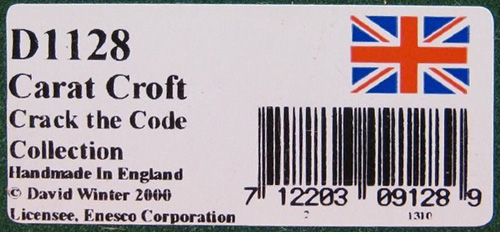 D1128
Carat Croft
Crack the Code
Collection
Handmade In England
© David Winter 2000
Licensee, Enesco Corporation
7 12203 09128 9
2 1310